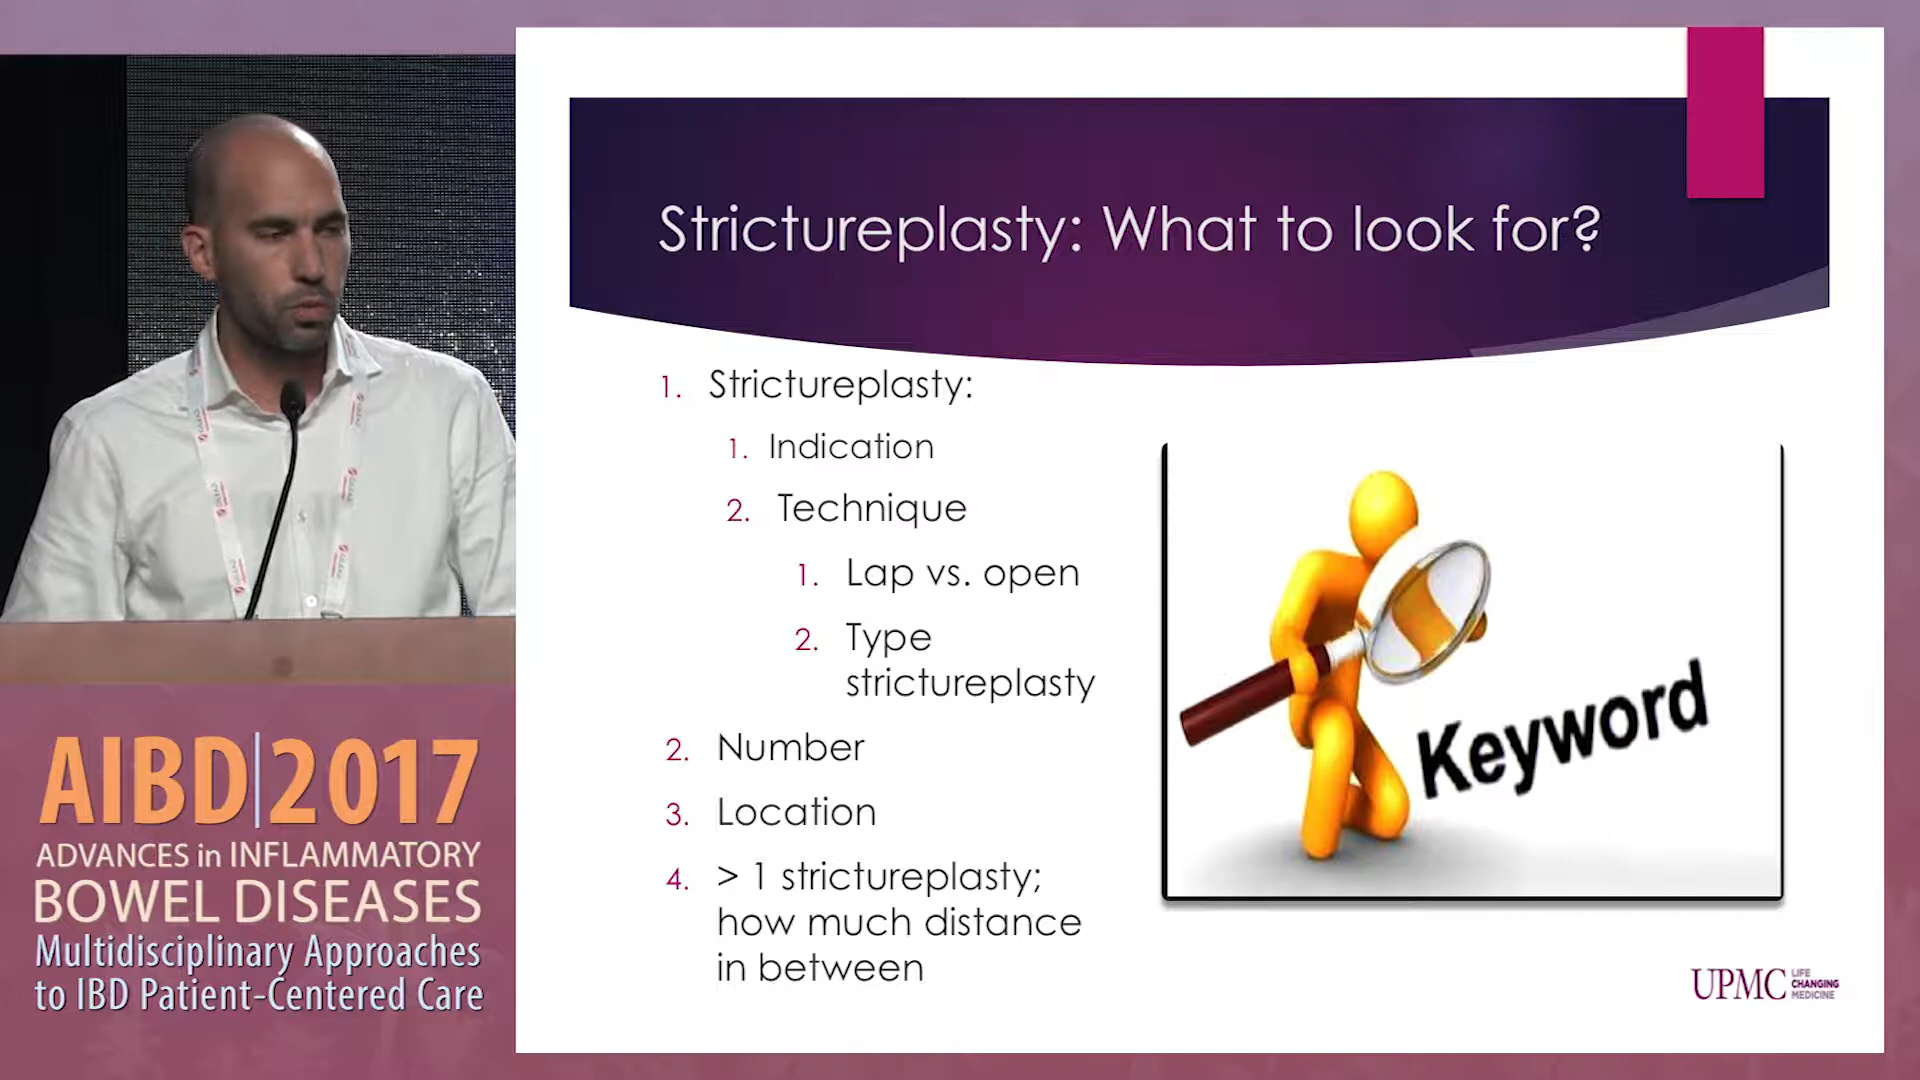 Strictureplasty: What to look for?
1. Strictureplasty:
1. Indication
2. Technique
1. Lap vs. open
2. Type
strictureplasty
2. Number
3. Location
4. > 1 strictureplasty;
how much distance
in between
Keyword
UPMC LIFE
CHANGING
MEDICINE
AIBD|2017
ADVANCES in INFLAMMATORY
BOWEL DISEASES
Multidisciplinary Approaches
to IBD Patient-Centered Care